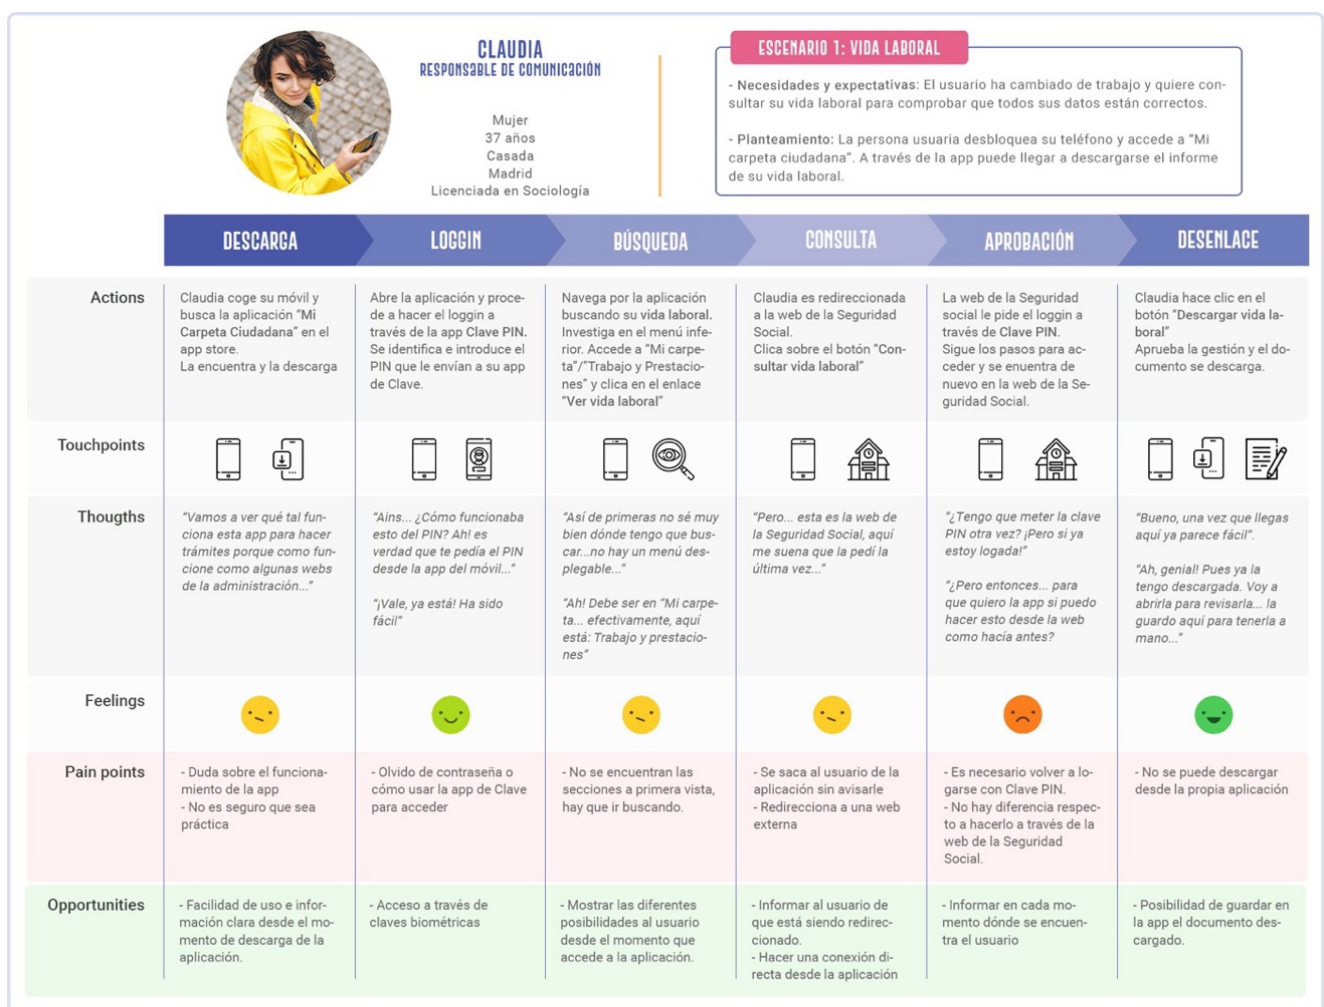 CLAUDIA
RESPONSABLE DE COMUNICACIÓN
Mujer
37 años
Casada
Madrid
Licenciada en Sociología
ESCENARIO 1: VIDA LABORAL
- Necesidades y expectativas: El usuario ha cambiado de trabajo y quiere con-
sultar su vida laboral para comprobar que todos sus datos están correctos.
- Planteamiento: La persona usuaria desbloquea su teléfono y accede a “Mi
carpeta ciudadana”. A través de la app puede llegar a descargarse el informe
de su vida laboral.
DESCARGA
LOGGIN
BÚSQUEDA
CONSULTA
APROBACIÓN
DESENLACE
Actions
Claudia coge su móvil y
busca la aplicación “Mi
Carpeta Ciudadana” en el
app store.
La encuentra y la descarga
Abre la aplicación y proce-
de a hacer el loggin a
través de la app Clave PIN.
Se identifica e introduce el
PIN que le envían a su app
de Clave.
Navega por la aplicación
buscando su vida laboral.
Investiga en el menú infe-
rior. Accede a “Mi carpe-
ta”/”Trabajo y Prestacio-
nes” y clica en el enlace
“Ver vida laboral”
Claudia es redireccionada
a la web de la Seguridad
Social.
Clica sobre el botón “Con-
sultar vida laboral”
La web de la Seguridad
social le pide el loggin a
través de Clave PIN.
Sigue los pasos para ac-
ceder y se enuentra de
nuevo en la web de la Se-
guridad Social.
Claudia hace clic en el
botón “Descargar vida la-
boral”
Aprueba la gestión y el do-
cumento se descarga.
Touchpoints
Thougths
“Vamos a ver qué tal fun-
ciona esta app para hacer
trámites porque como fun-
cione como algunas webs
de la administración...”
“Ains... ¿Cómo funcionaba
esto del PIN? Ah! es
verdad que te pedía el PIN
desde la app del móvil...”
“¡Vale, ya está! Ha sido
fácil”
“Así de primeras no sé muy
bien dónde tengo que bus-
car...no hay un menú des-
plegable...”
“Ah! Debe ser en “Mi carpe-
ta... efectivamente, aquí
está: Trabajo y prestacio-
nes”
“Pero... esta es la web de
la Seguridad Social, aquí
me suena que la pedí la
última vez...”
“¿Tengo que meter la clave
PIN otra vez? ¡Pero si ya
estoy logada!”
“¿Pero entonces... para
que quiero la app si puedo
hacer esto desde la web
como hacía antes?
“Bueno, una vez que llegas
aquí ya parece fácil”.
“Ah, genial! Pues ya la
tengo descargada. Voy a
abrirla para revisarla... la
guardo aquí para tenerla a
mano...”
Feelings
Pain points
- Duda sobre el funciona-
miento de la app
- No es seguro que sea
práctica
- Olvido de contraseña o
cómo usar la app de Clave
para acceder
- No se encuentran las
secciones a primera vista,
hay que ir buscando.
- Se saca al usuario de la
aplicación sin avisarle
- Redirecciona a una web
externa
- Es necesario volver a lo-
garse con Clave PIN.
- No hay diferencia respec-
to a hacerlo a través de la
web de la Seguridad
Social.
- No se puede descargar
desde la propia aplicación
Opportunities
- Facilidad de uso e infor-
mación clara desde el mo-
mento de descarga de la
aplicación.
- Acceso a través de
claves biométricas
- Mostrar las diferentes
posibilidades al usuario
desde el momento que
accede a la aplicación.
- Informar al usuario de
que está siendo redirec-
cionado.
- Hacer una conexión di-
recta desde la aplicación
- Informar en cada mo-
mento dónde se encuen-
tra el usuario
- Posibilidad de guardar en
la app el documento des-
cargado.